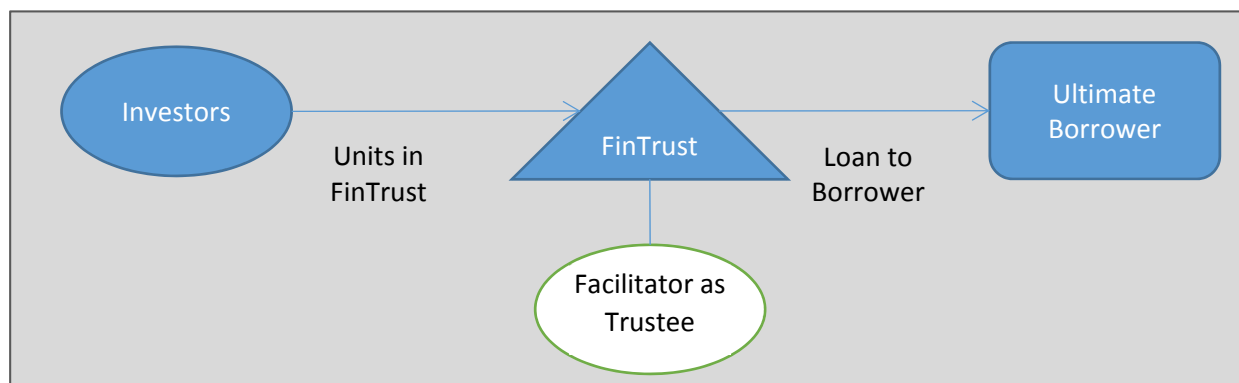 Investors
Units in
FinTrust
FinTrust
Loan to
Borrower
Ultimate
Borrower
Facilitator as
Trustee